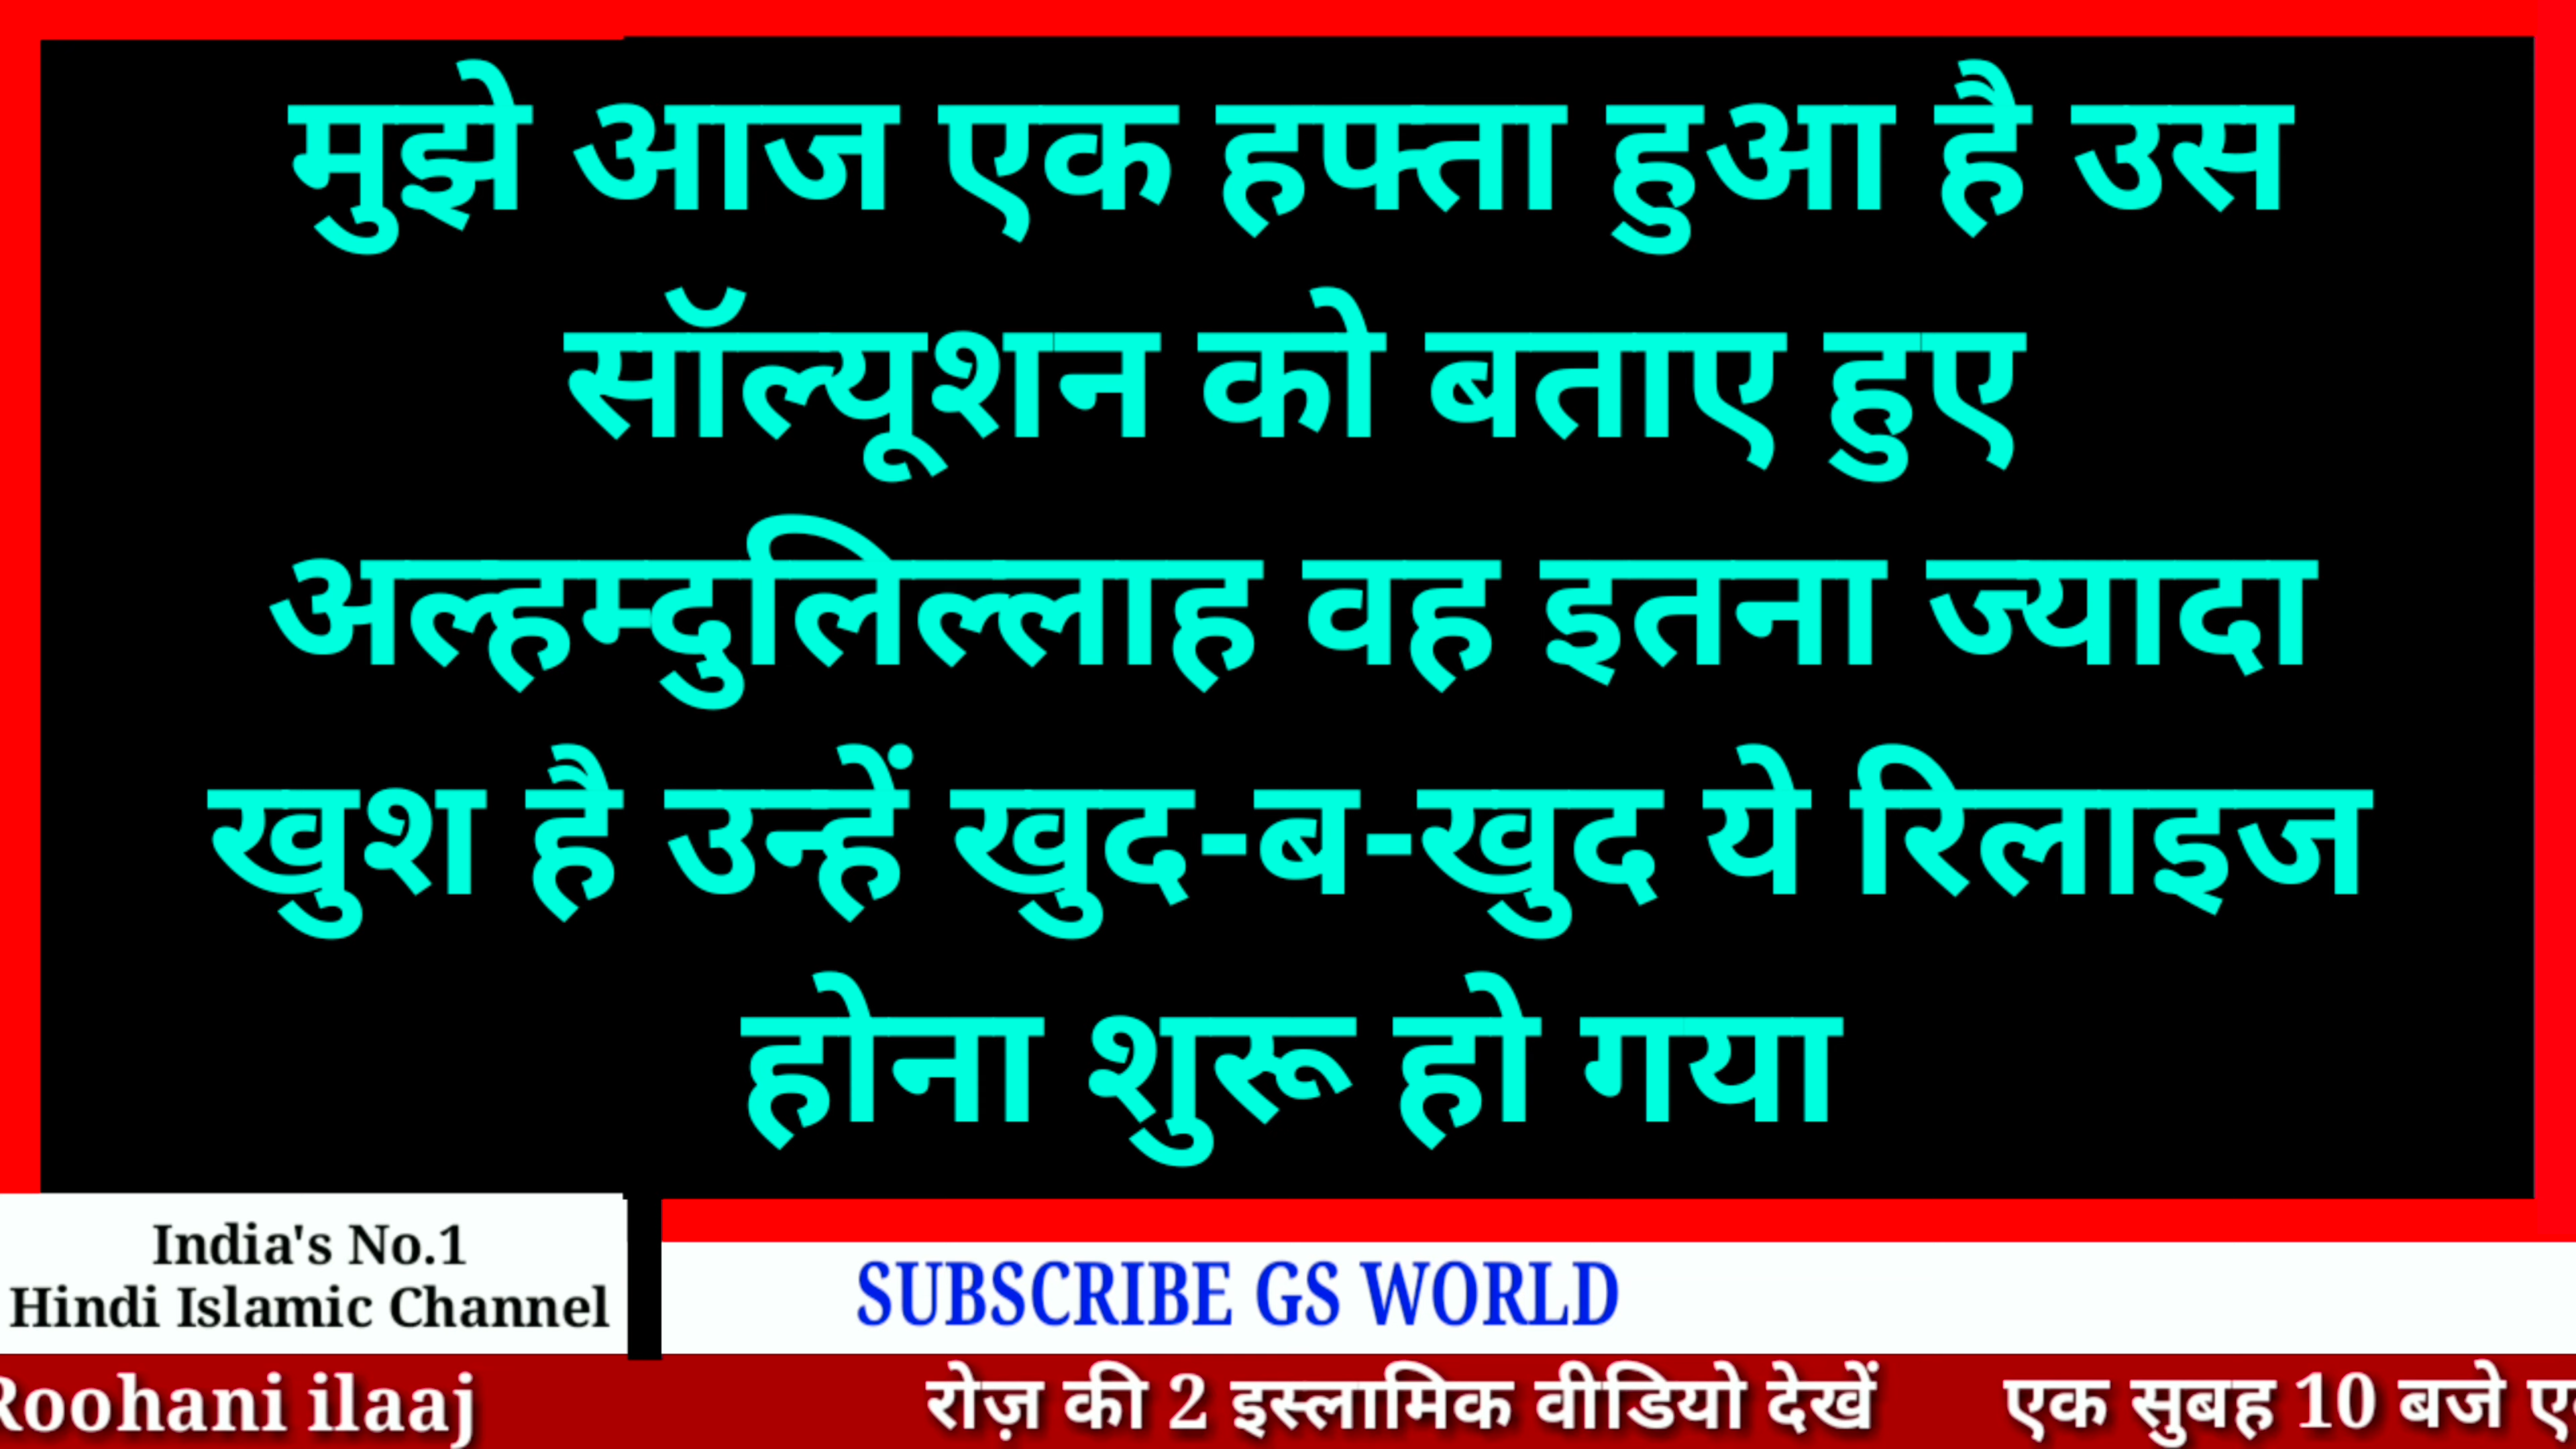 मुझे आज एक हफ्ता हुआ है उस
सॉल्यूशन को बताए हुए
अल्हम्दुलिल्लाह वह इतना ज्यादा
खुश है उन्हें खुद-ब-खुद ये रिलाइज
होना शुरू हो गया
India's No.1
Hindi Islamic Channel
SUBSCRIBE GS WORLD
Roohani ilaaj रोज़ की 2 इस्लामिक वीडियो देखें एक सुबह 10 बजे